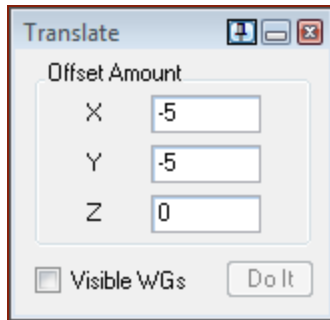 Translate
Offset Amount
X -5
Y -5
Z 0
Visible WGs Do It